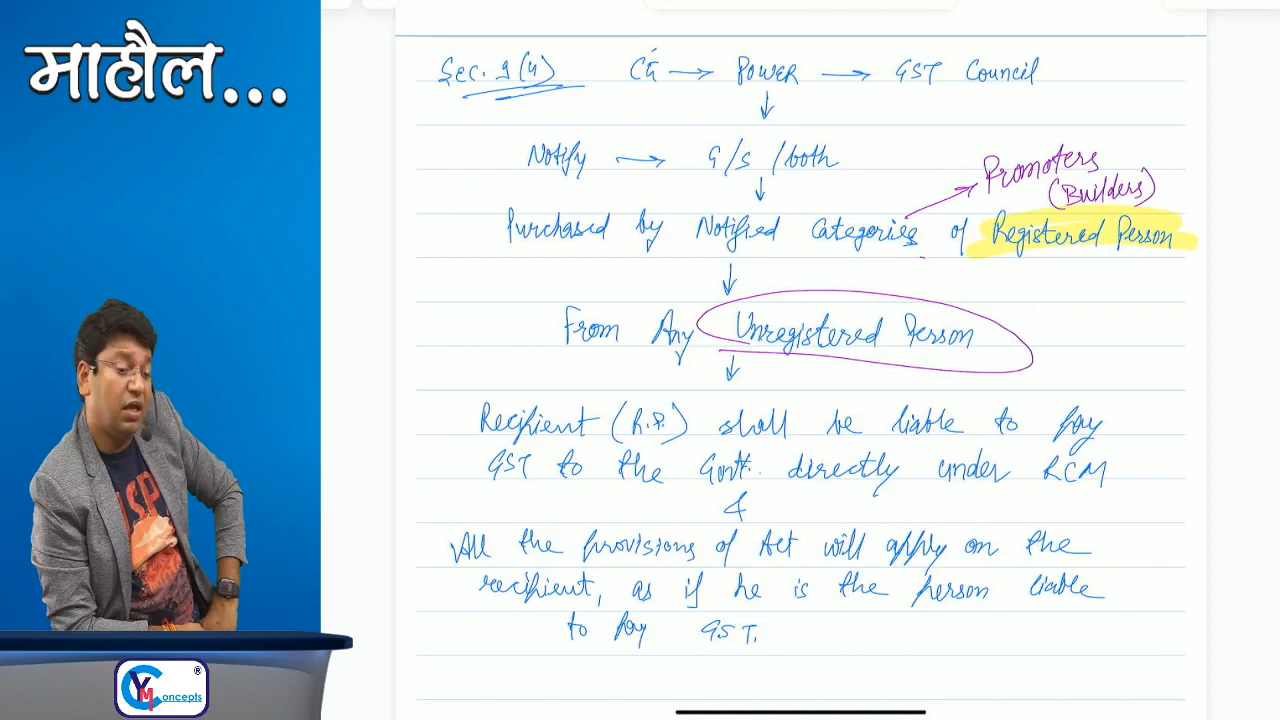 माहौल...
Sec. 9(4) CG → POWER → GST Council
↓
Notify → G/S/both
↓
Promoters
(Builders)
Purchased by Notified Categories of Registered Person
↓
From Any Unregistered Person
↓
Recipient (R.P.) shall be liable to pay
GST to the Govt. directly under RCM
&
All the provisions of Act will apply on the
recipient, as if he is the person liable
to pay GST.
USP
CYM concepts ®